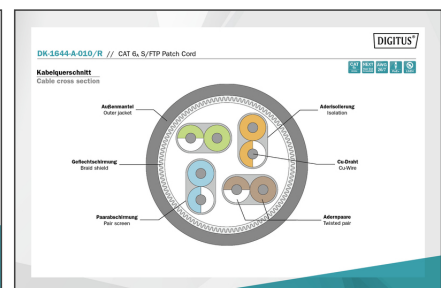 DIGITUS®
DK-1644-A-010/R // CAT 6A S/FTP Patch Cord
Kabelquerschnitt
Cable cross section
Außenmantel
Outer jacket
Aderisolierung
Isolation
Geflechtschirmung
Braid shield
Cu-Draht
Cu-Wire
Paarabschirmung
Pair screen
Adernpaare
Twisted pair